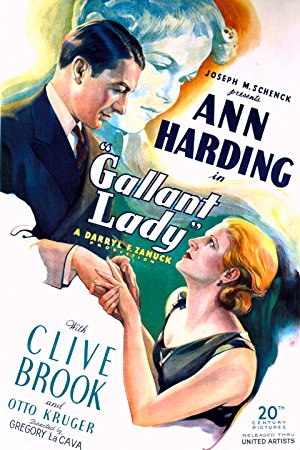 JOSEPH M. SCHENCK
presents
ANN
HARDING
in
"Gallant
Lady"
A DARRYL F. ZANUCK
PRODUCTION
With
CLIVE
BROOK
and
OTTO KRUGER
Directed by
GREGORY La CAVA
20TH
CENTURY
PICTURES
RELEASED THRU
UNITED ARTISTS